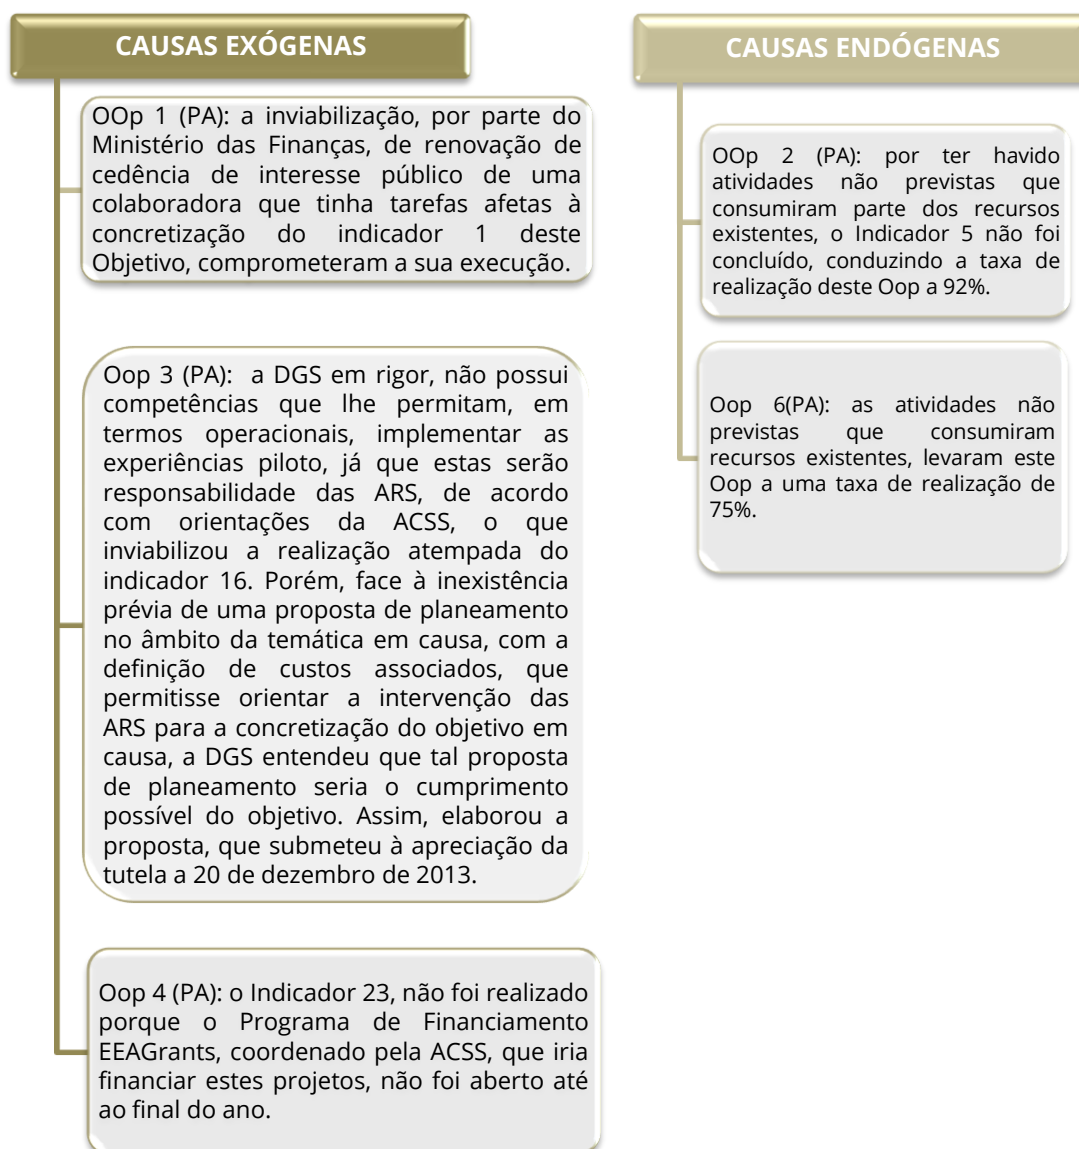 CAUSAS EXÓGENAS
OOp 1 (PA): a inviabilização, por parte do
Ministério das Finanças, de renovação de
cedência de interesse público de uma
colaboradora que tinha tarefas afetas à
concretização do indicador 1 deste
Objetivo, comprometeram a sua execução.
Oop 3 (PA): a DGS em rigor, não possui
competências que lhe permitam, em
termos operacionais, implementar as
experiências piloto, já que estas serão
responsabilidade das ARS, de acordo
com orientações da ACSS, o que
inviabilizou a realização atempada do
indicador 16. Porém, face à inexistência
prévia de uma proposta de planeamento
no âmbito da temática em causa, com a
definição de custos associados, que
permitisse orientar a intervenção das
ARS para a concretização do objetivo em
causa, a DGS entendeu que tal proposta
de planeamento seria o cumprimento
possível do objetivo. Assim, elaborou a
proposta, que submeteu à apreciação da
tutela a 20 de dezembro de 2013.
Oop 4 (PA): o Indicador 23, não foi realizado
porque o Programa de Financiamento
EEAGrants, coordenado pela ACSS, que iria
financiar estes projetos, não foi aberto até
ao final do ano.
CAUSAS ENDÓGENAS
OOp 2 (PA): por ter havido
atividades não previstas que
consumiram parte dos recursos
existentes, o Indicador 5 não foi
concluído, conduzindo a taxa de
realização deste Oop a 92%.
Oop 6(PA): as atividades não
previstas que consumiram
recursos existentes, levaram este
Oop a uma taxa de realização de
75%.